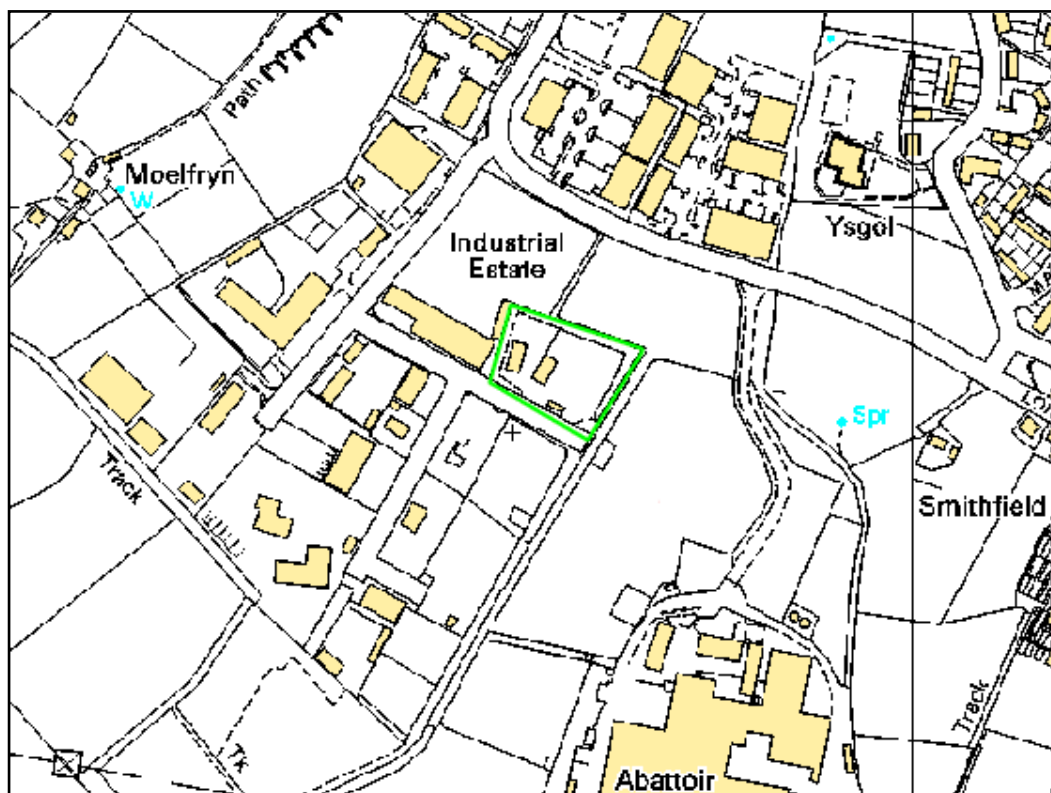 Path
Moelfryn
W
Ysgol
Industrial
Estate
Spr
Track
Smithfield
Track
Tk
Abattoir